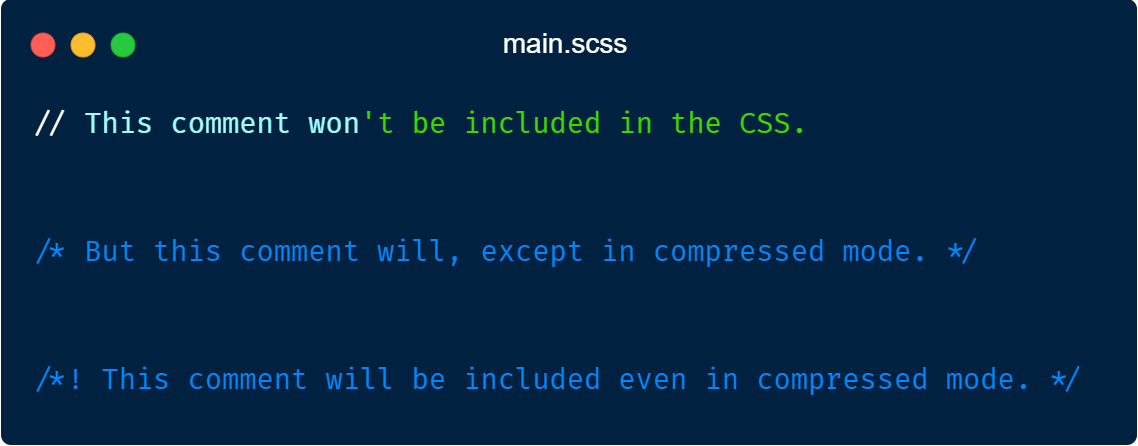 main.scss
// This comment won't be included in the CSS.
/* But this comment will, except in compressed mode. */
/*! This comment will be included even in compressed mode. */